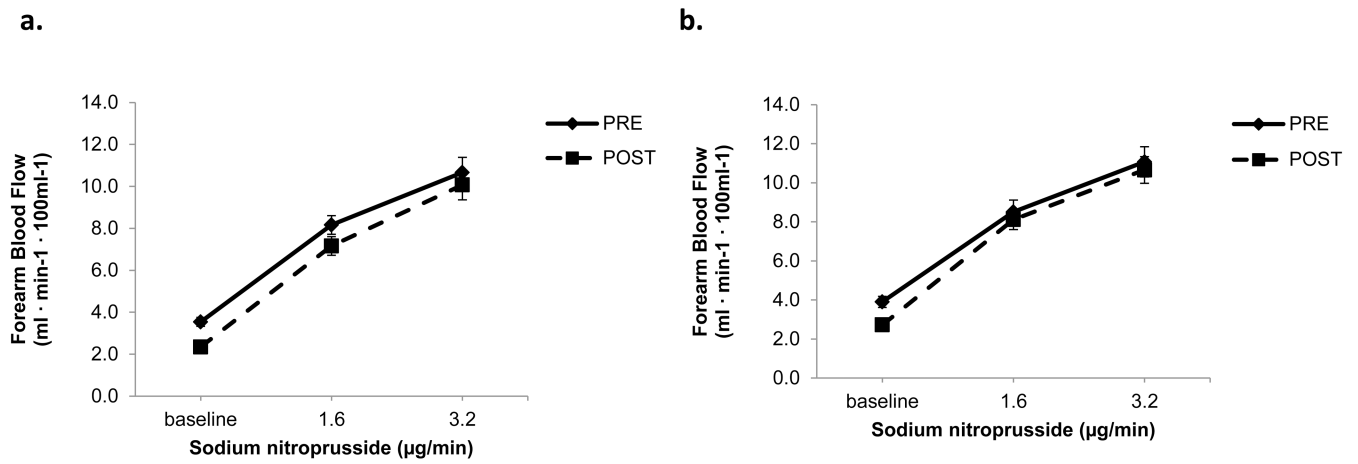 a.
14.0
12.0
10.0
8.0
6.0
4.0
2.0
0.0
Forearm Blood Flow
(ml · min-1 · 100ml-1)
baseline 1.6 3.2
Sodium nitroprusside (µg/min)
PRE
POST
b.
14.0
12.0
10.0
8.0
6.0
4.0
2.0
0.0
Forearm Blood Flow
(ml · min-1 · 100ml-1)
baseline 1.6 3.2
Sodium nitroprusside (µg/min)
PRE
POST